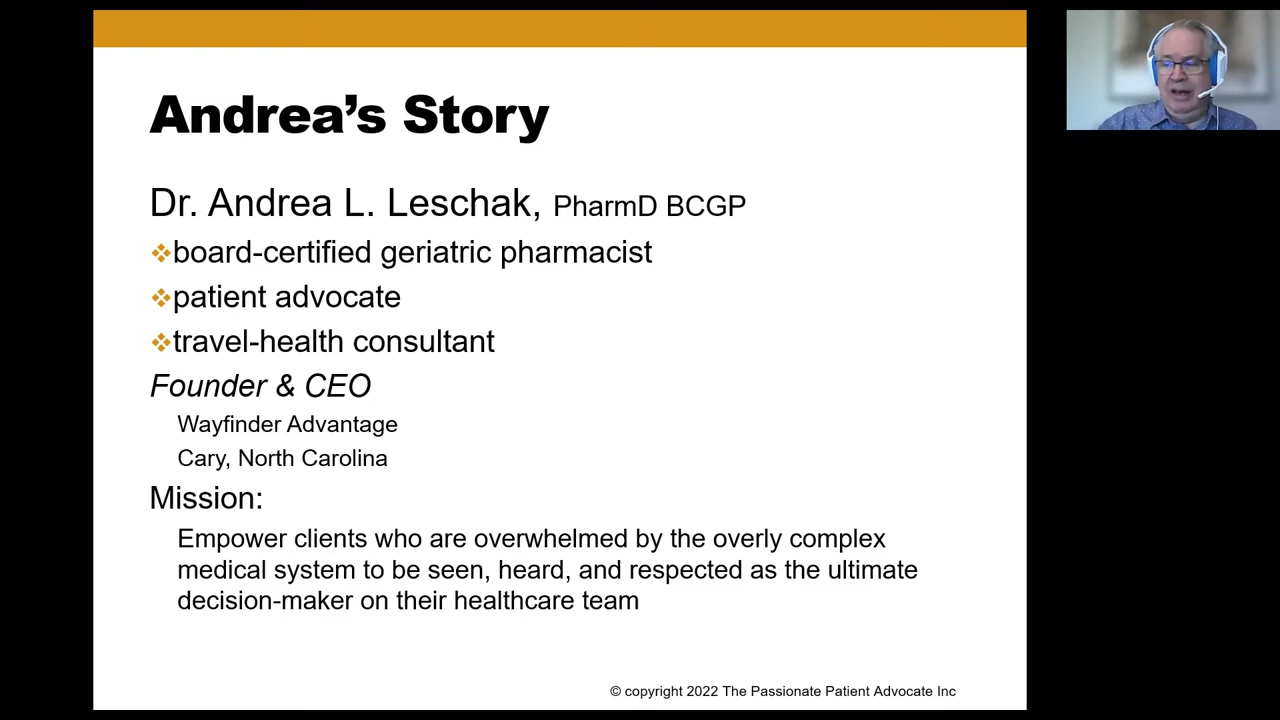 Andrea’s Story
Dr. Andrea L. Leschak, PharmD BCGP
❖board-certified geriatric pharmacist
❖patient advocate
❖travel-health consultant
Founder & CEO
Wayfinder Advantage
Cary, North Carolina
Mission:
Empower clients who are overwhelmed by the overly complex
medical system to be seen, heard, and respected as the ultimate
decision-maker on their healthcare team
© copyright 2022 The Passionate Patient Advocate Inc